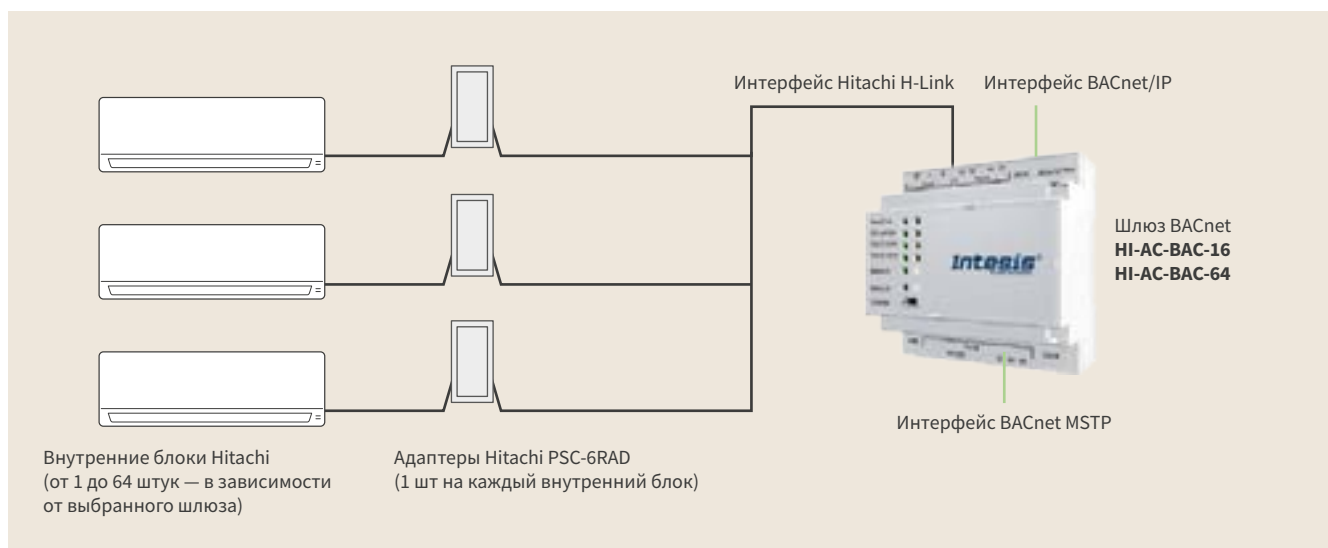 Интерфейс Hitachi H-Link
Интерфейс BACnet/IP
Intesis
Шлюз BACnet
HI-AC-BAC-16
HI-AC-BAC-64
Интерфейс BACnet MSTP
Внутренние блоки Hitachi
(от 1 до 64 штук — в зависимости
от выбранного шлюза)
Адаптеры Hitachi PSC-6RAD
(1 шт на каждый внутренний блок)